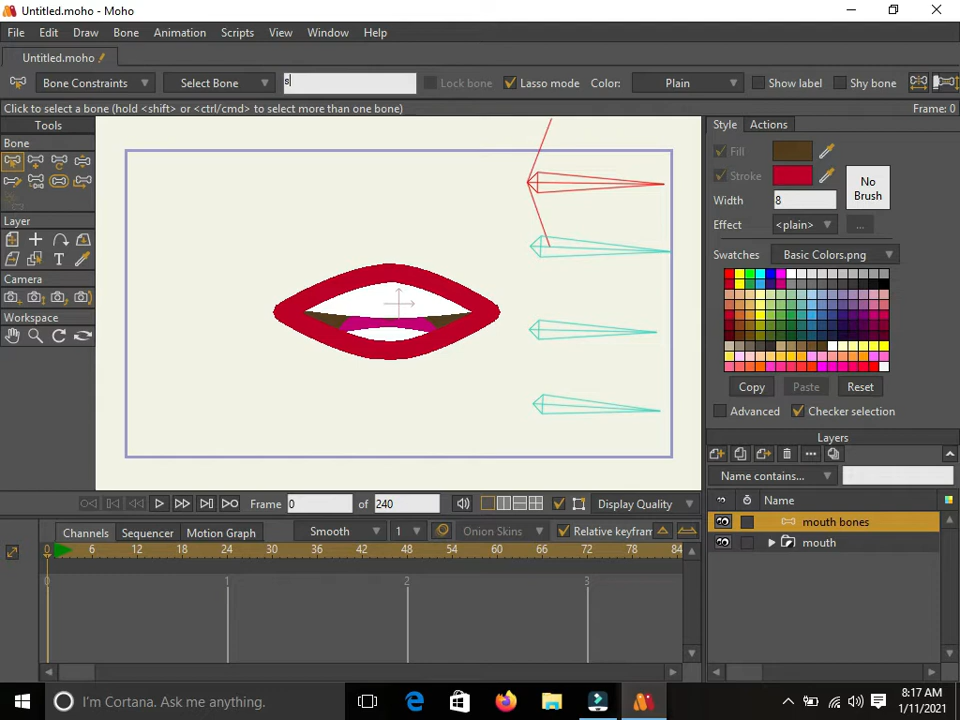 Untitled.moho - Moho
File Edit Draw Bone Animation Scripts View Window Help
Untitled.moho
Bone Constraints Select Bone s Lock bone Lasso mode Color: Plain Show label Shy bone
Click to select a bone (hold <shift> or <ctrl/cmd> to select more than one bone) Frame: 0
Tools
Bone
Layer
Camera
Workspace
Style Actions
Fill
Stroke
No Brush
Width 8
Effect <plain> ...
Swatches Basic Colors.png
Copy Paste Reset
Advanced Checker selection
Layers
Name contains...
Name
mouth bones
mouth
Frame 0 of 240 Display Quality
Channels Sequencer Motion Graph Smooth 1 Onion Skins Relative keyfram
0 6 12 18 24 30 36 42 48 54 60 66 72 78 84
0 1 2 3
I'm Cortana. Ask me anything.
8:17 AM
1/11/2021